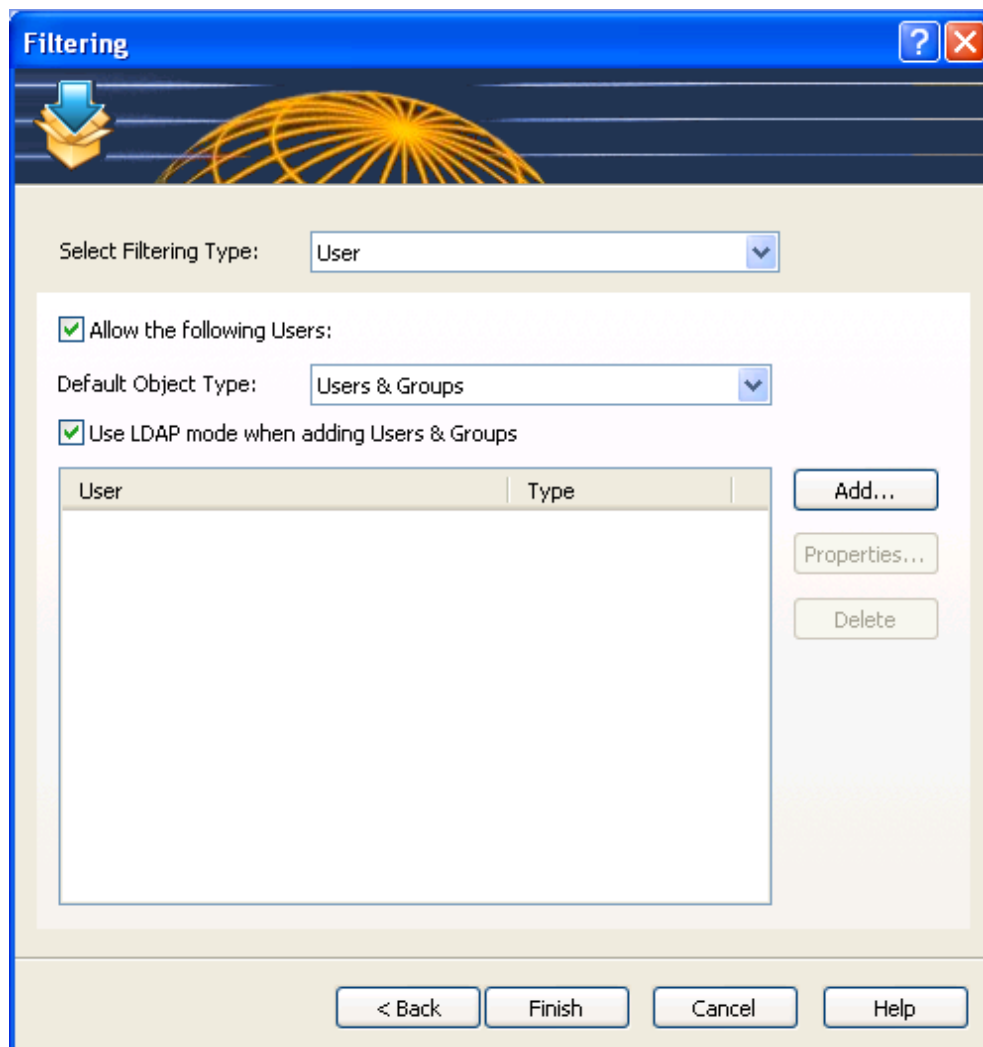 Filtering
Select Filtering Type: User
Allow the following Users:
Default Object Type: Users & Groups
Use LDAP mode when adding Users & Groups
User Type
Add...
Properties...
Delete
< Back Finish Cancel Help